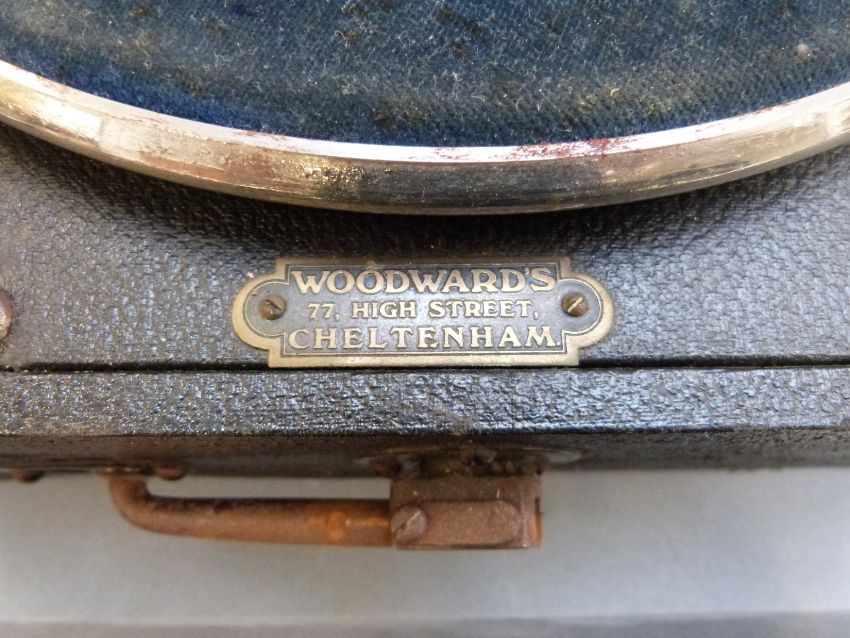 WOODWARD'S
77, HIGH STREET,
CHELTENHAM.